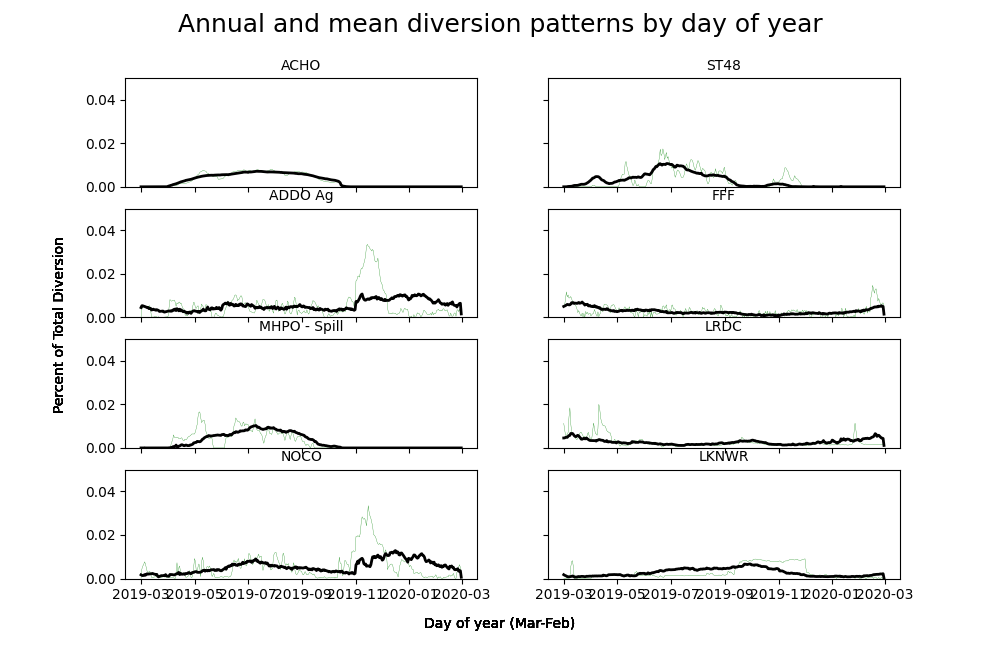 Annual and mean diversion patterns by day of year
ACHO
ST48
0.04
0.02
0.00
ADDO Ag
FFF
0.04
0.02
0.00
MHPO - Spill
LRDC
0.04
0.02
0.00
NOCO
LKNWR
0.04
0.02
0.00
Percent of Total Diversion
2019-03 2019-05 2019-07 2019-09 2019-11 2020-01 2020-03
2019-03 2019-05 2019-07 2019-09 2019-11 2020-01 2020-03
Day of year (Mar-Feb)